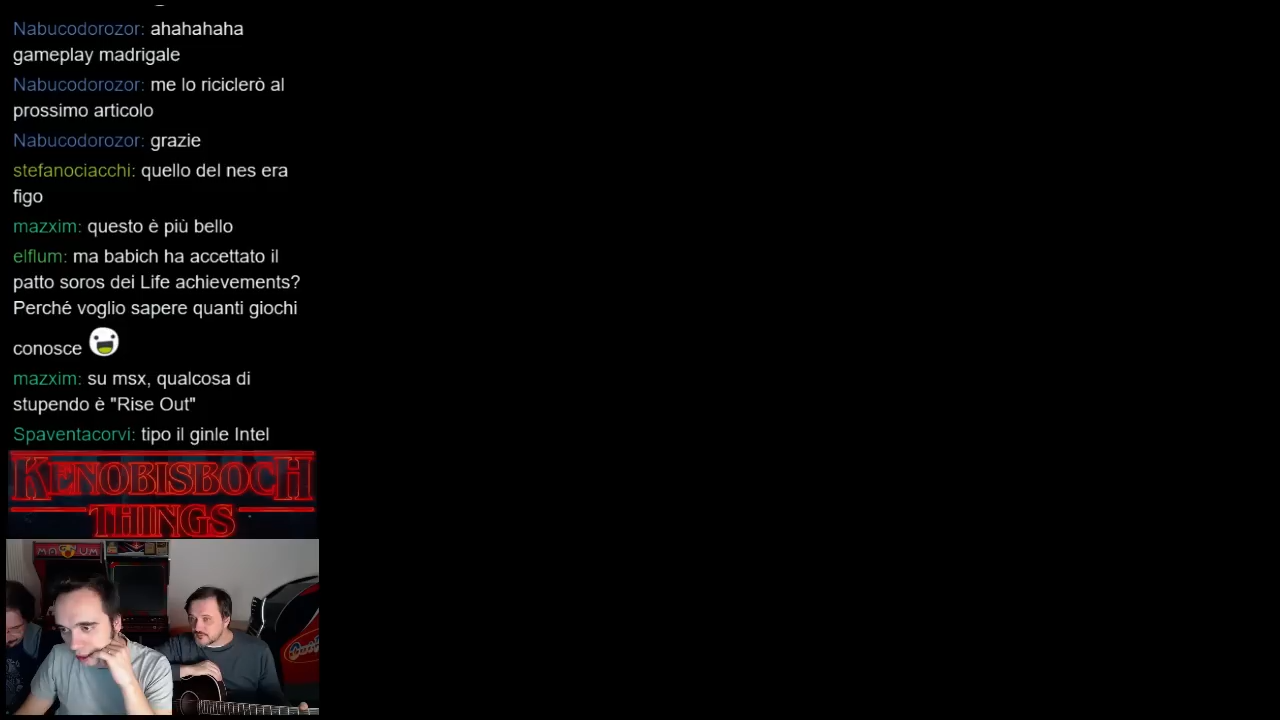 Nabucodorozor: ahahahaha
gameplay madrigale
Nabucodorozor: me lo riciclerò al
prossimo articolo
Nabucodorozor: grazie
stefanociacchi: quello del nes era
figo
mazxim: questo è più bello
elflum: ma babich ha accettato il
patto soros dei Life achievements?
Perché voglio sapere quanti giochi
conosce
mazxim: su msx, qualcosa di
stupendo è "Rise Out"
Spaventacorvi: tipo il ginle Intel
KENOBISBOCH
THINGS
MAGNUM